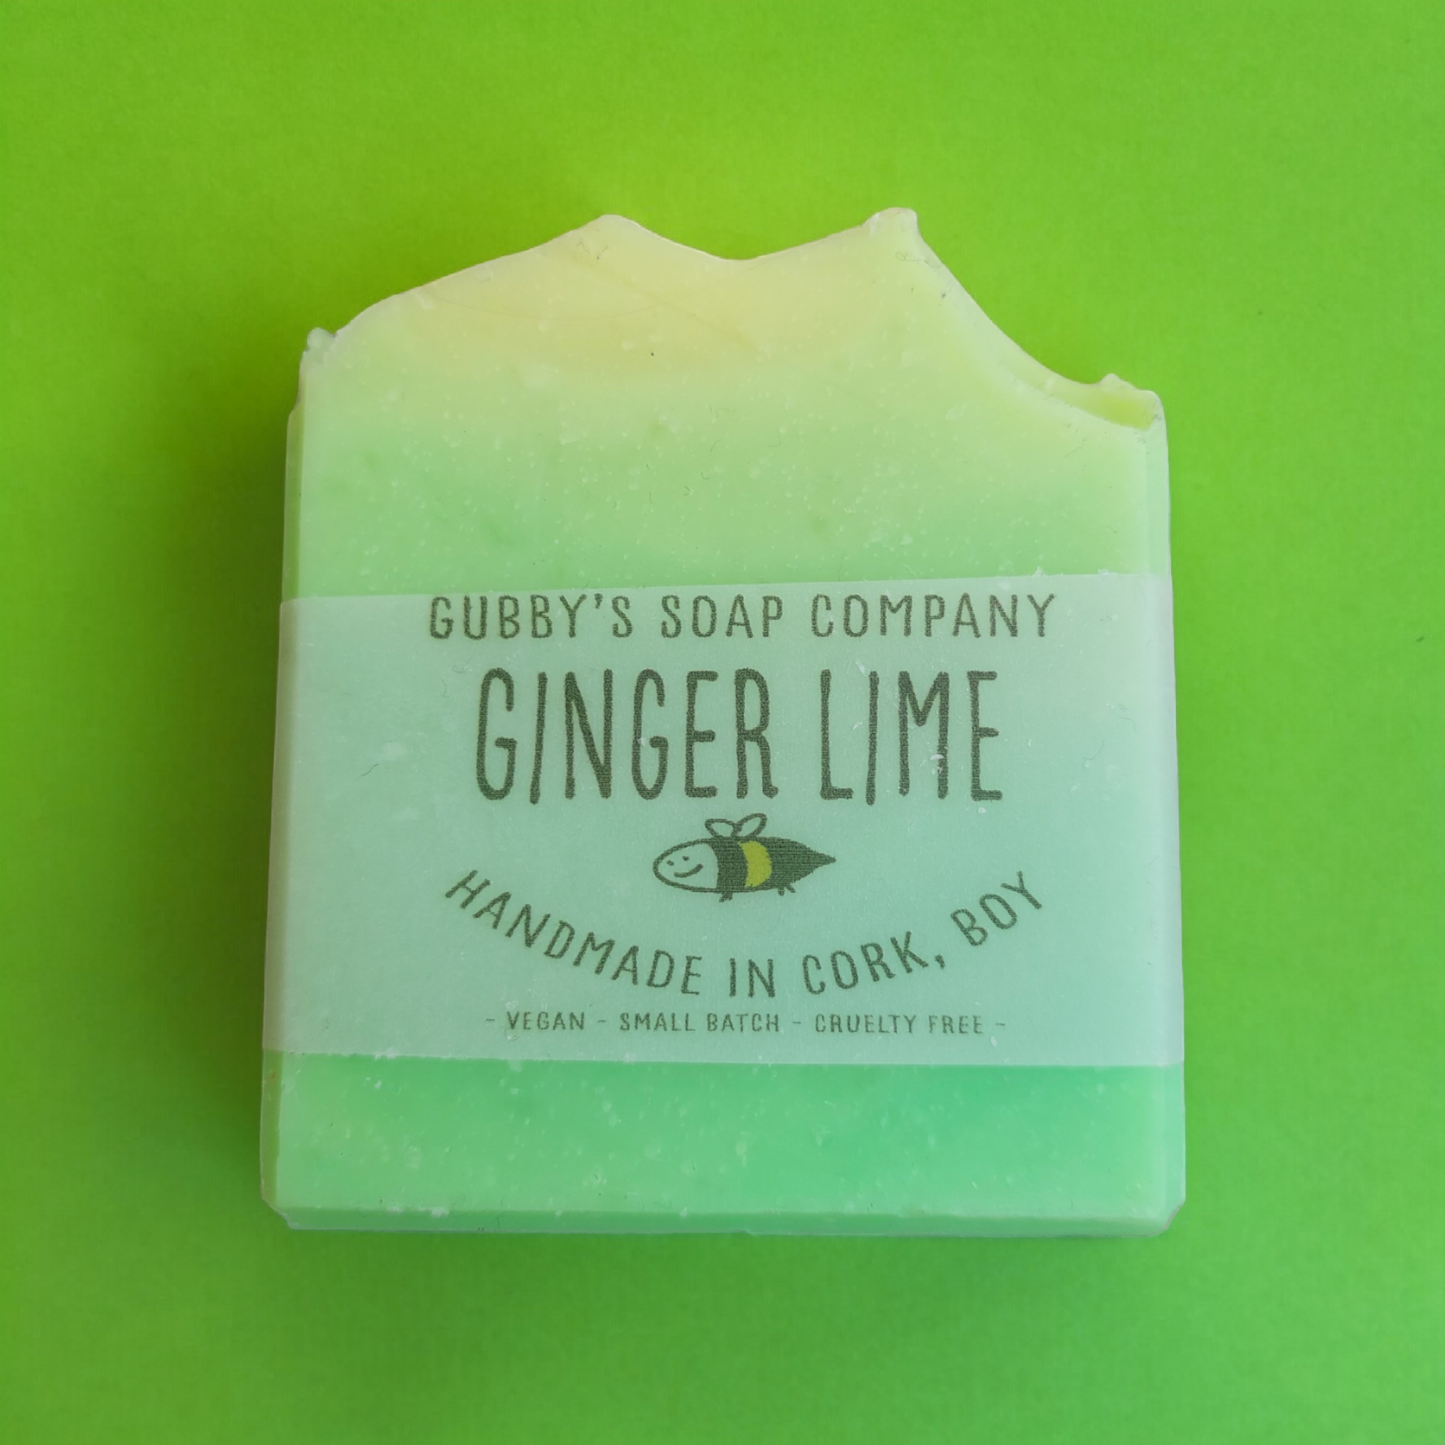 GUBBY'S SOAP COMPANY
GINGER LIME
HANDMADE IN CORK, BOY
- VEGAN - SMALL BATCH - CRUELTY FREE -